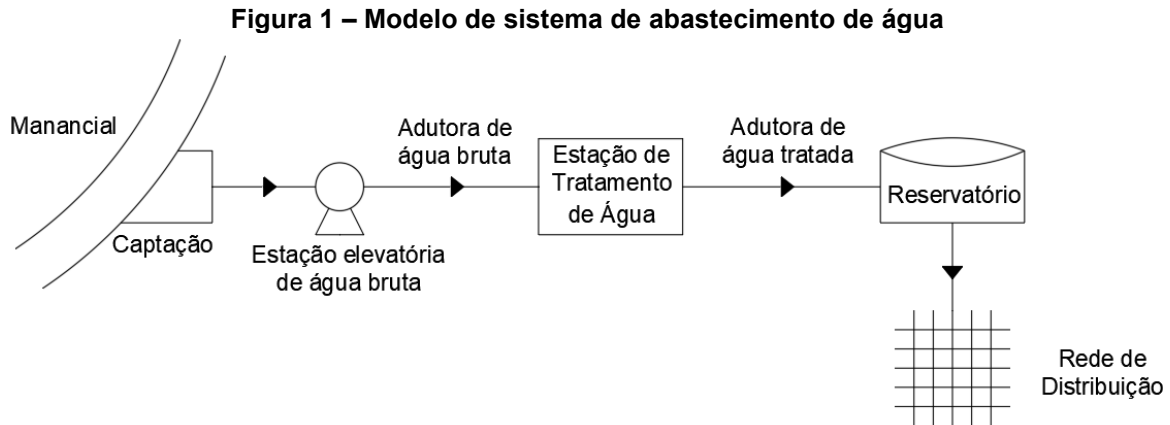 Figura 1 – Modelo de sistema de abastecimento de água
Manancial
Captação
Estação elevatória
de água bruta
Adutora de
água bruta
Estação de
Tratamento
de Água
Adutora de
água tratada
Reservatório
Rede de
Distribuição